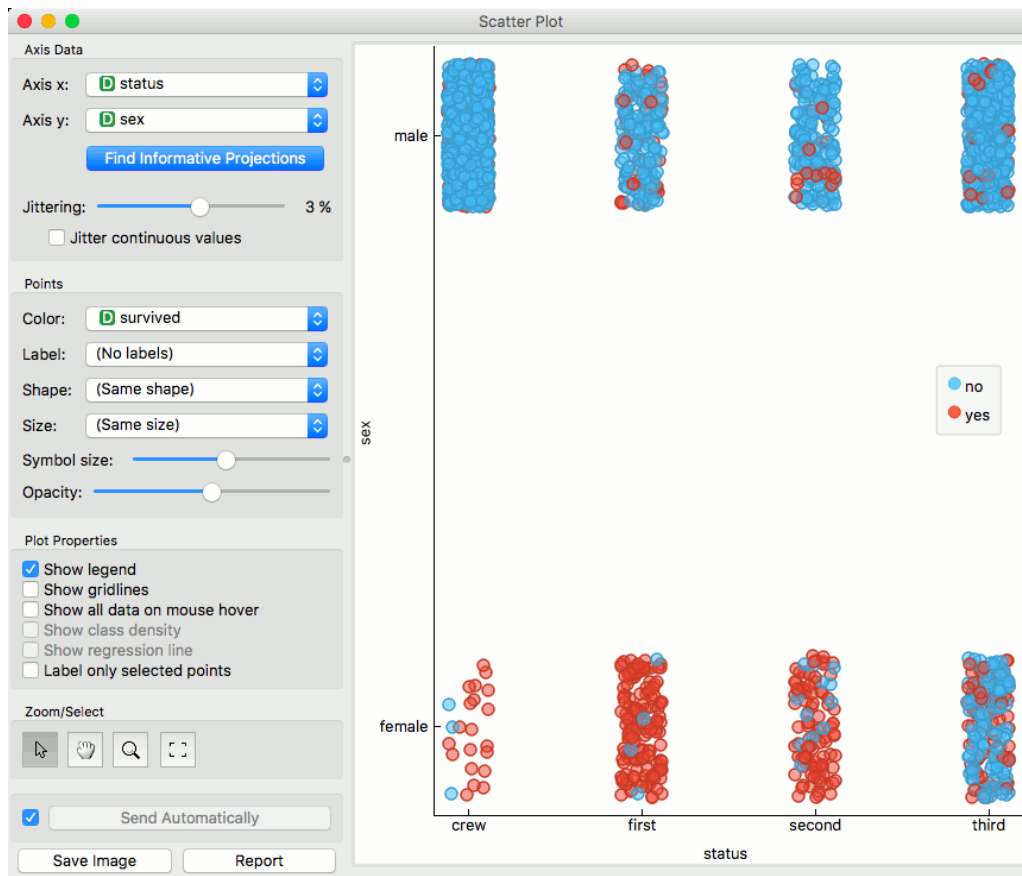 Scatter Plot
Axis Data
Axis x: D status
Axis y: D sex
Find Informative Projections
Jittering: 3 %
Jitter continuous values
Points
Color: D survived
Label: (No labels)
Shape: (Same shape)
Size: (Same size)
Symbol size:
Opacity:
Plot Properties
Show legend
Show gridlines
Show all data on mouse hover
Show class density
Show regression line
Label only selected points
Zoom/Select
Send Automatically
Save Image Report
male
female
sex
no
yes
crew first second third
status